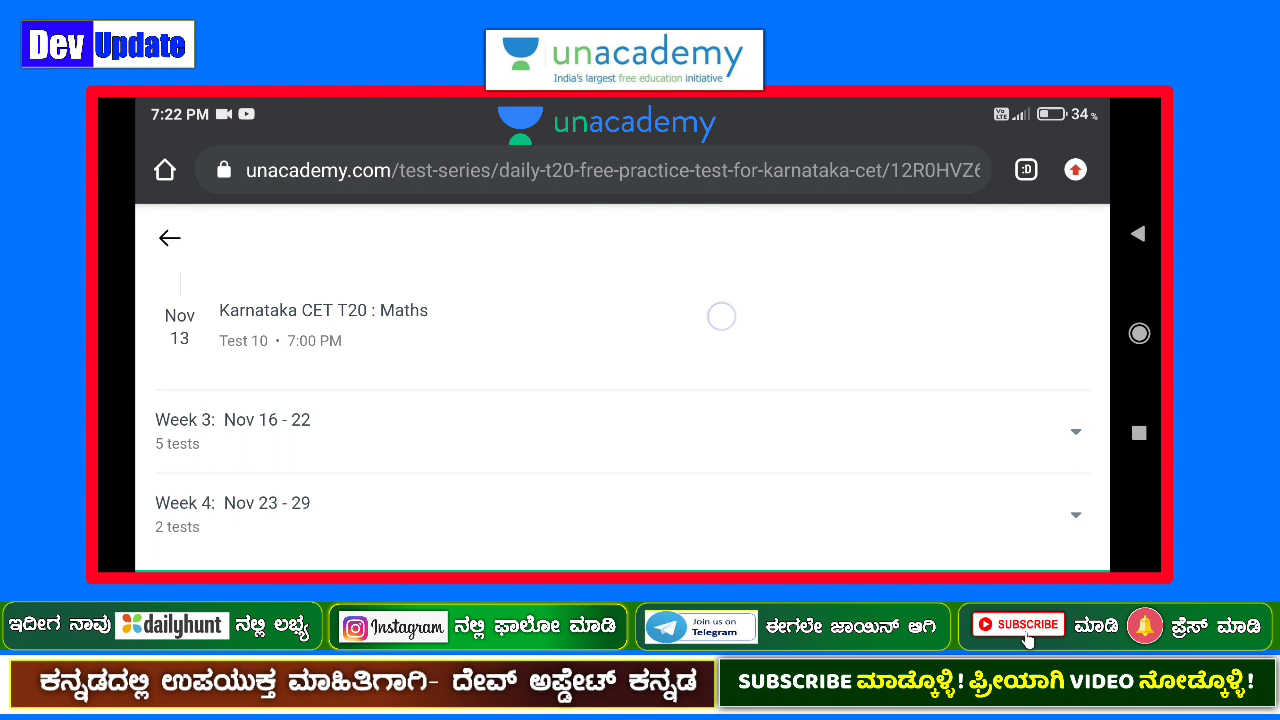 Dev Update
unacademy
India's largest free education initiative
7:22 PM
Vo LTE
34 %
unacademy
unacademy.com/test-series/daily-t20-free-practice-test-for-karnataka-cet/12R0HVZ6
:D
Nov
13
Karnataka CET T20 : Maths
Test 10 • 7:00 PM
Week 3: Nov 16 - 22
5 tests
Week 4: Nov 23 - 29
2 tests
ಇದೀಗ ನಾವು dailyhunt ನಲ್ಲಿ ಲಭ್ಯ
Instagram ನಲ್ಲಿ ಫಾಲೋ ಮಾಡಿ
Join us on Telegram ಈಗಲೇ ಜಾಯಿನ್ ಆಗಿ
SUBSCRIBE ಮಾಡಿ ಪ್ರೆಸ್ ಮಾಡಿ
ಕನ್ನಡದಲ್ಲಿ ಉಪಯುಕ್ತ ಮಾಹಿತಿಗಾಗಿ- ದೇವ್ ಅಪ್ಡೇಟ್ ಕನ್ನಡ
SUBSCRIBE ಮಾಡ್ಕೊಳ್ಳಿ ! ಫ್ರೀಯಾಗಿ VIDEO ನೋಡ್ಕೊಳ್ಳಿ !